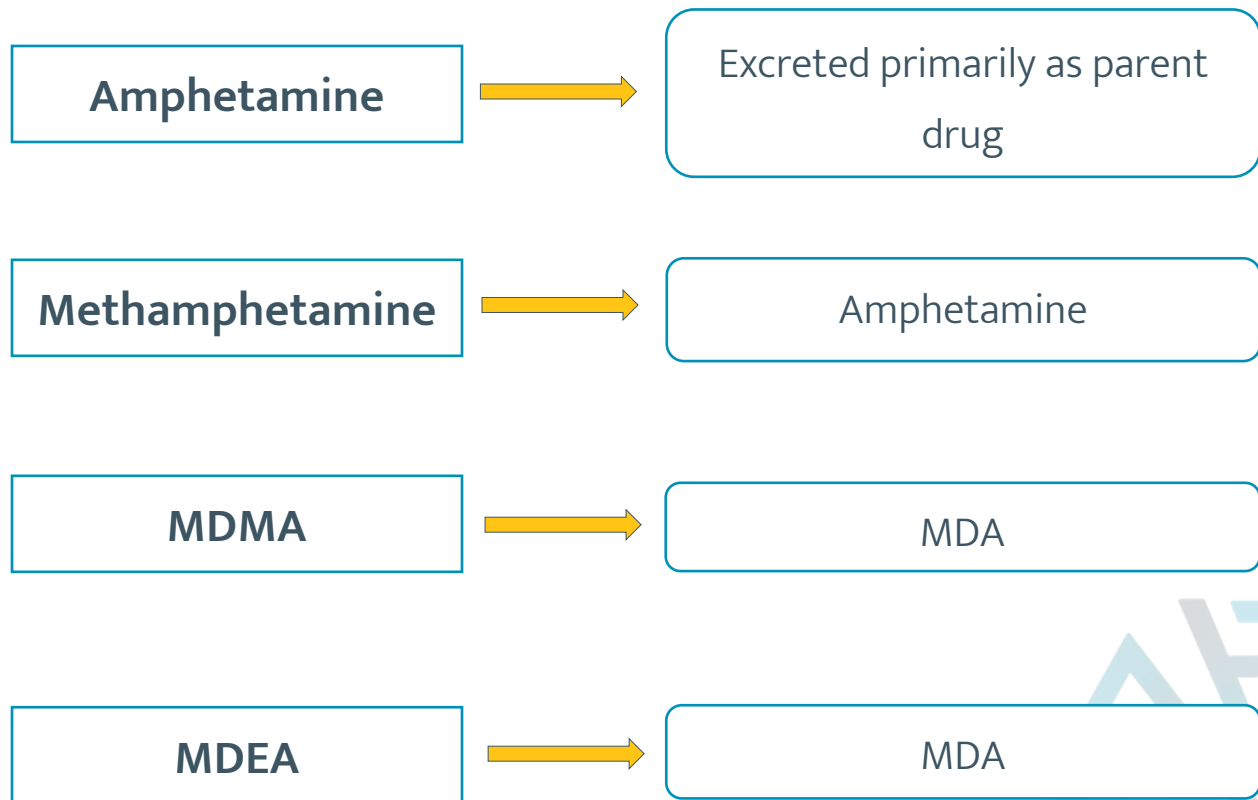 Amphetamine
Excreted primarily as parent
drug
Methamphetamine
Amphetamine
MDMA
MDA
MDEA
MDA